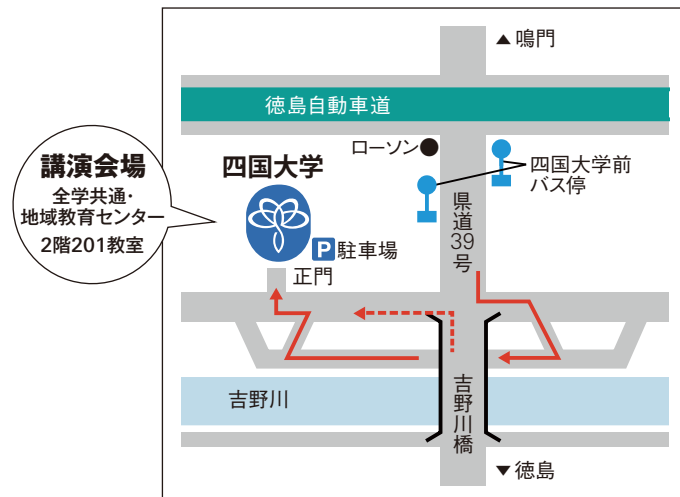 ▲鳴門
徳島自動車道
講演会場
全学共通・
地域教育センター
2階201教室
四国大学
ローソン
四国大学前
バス停
県道39号
P駐車場
正門
吉野川
吉野川橋
▼徳島